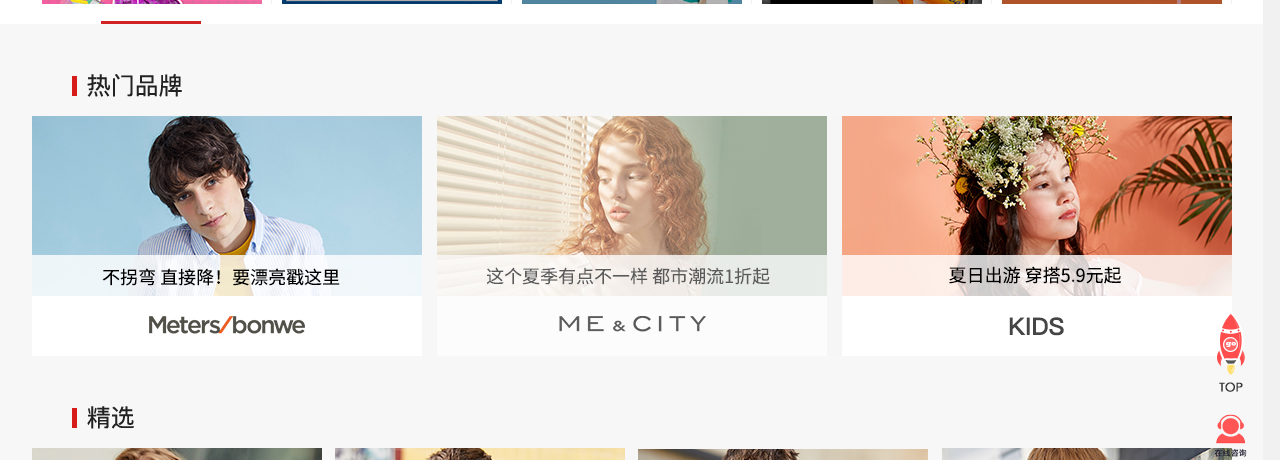 热门品牌
不拐弯 直接降！要漂亮戳这里
这个夏季有点不一样 都市潮流1折起
夏日出游 穿搭5.9元起
Meters/bonwe
ME&CITY
KIDS
go
TOP
精选
在线咨询